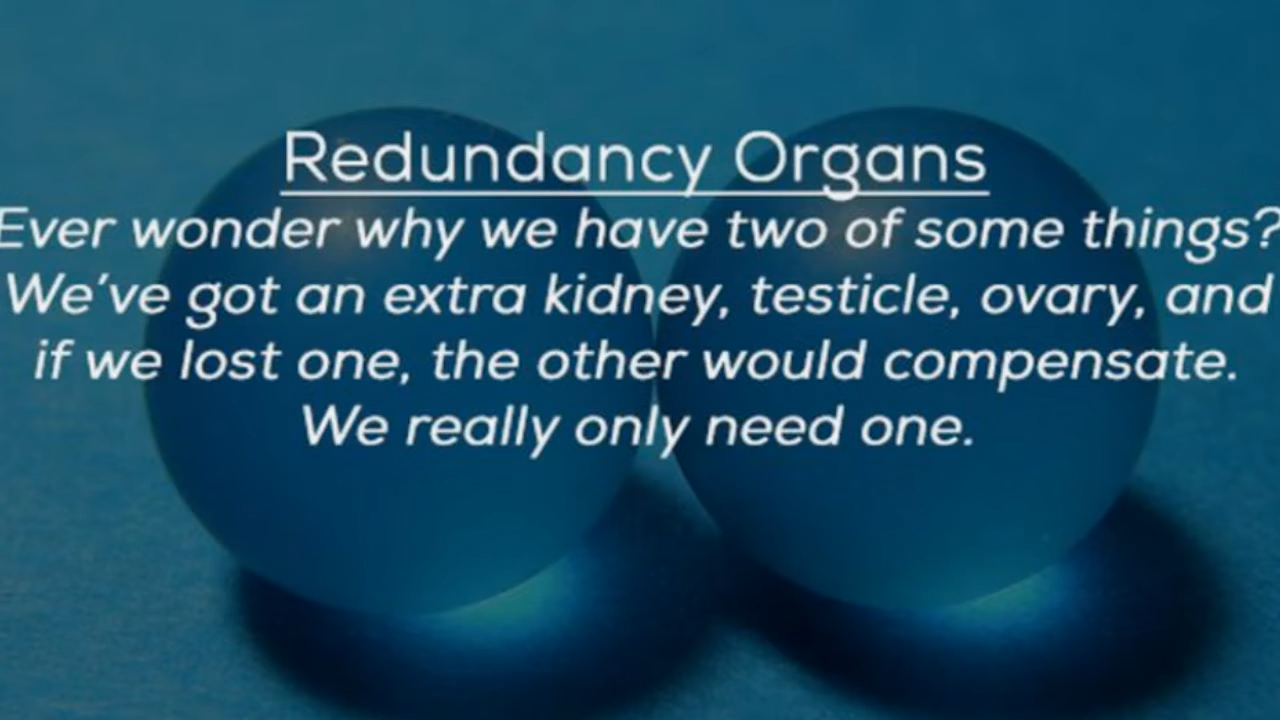 Redundancy Organs
Ever wonder why we have two of some things?
We've got an extra kidney, testicle, ovary, and
if we lost one, the other would compensate.
We really only need one.